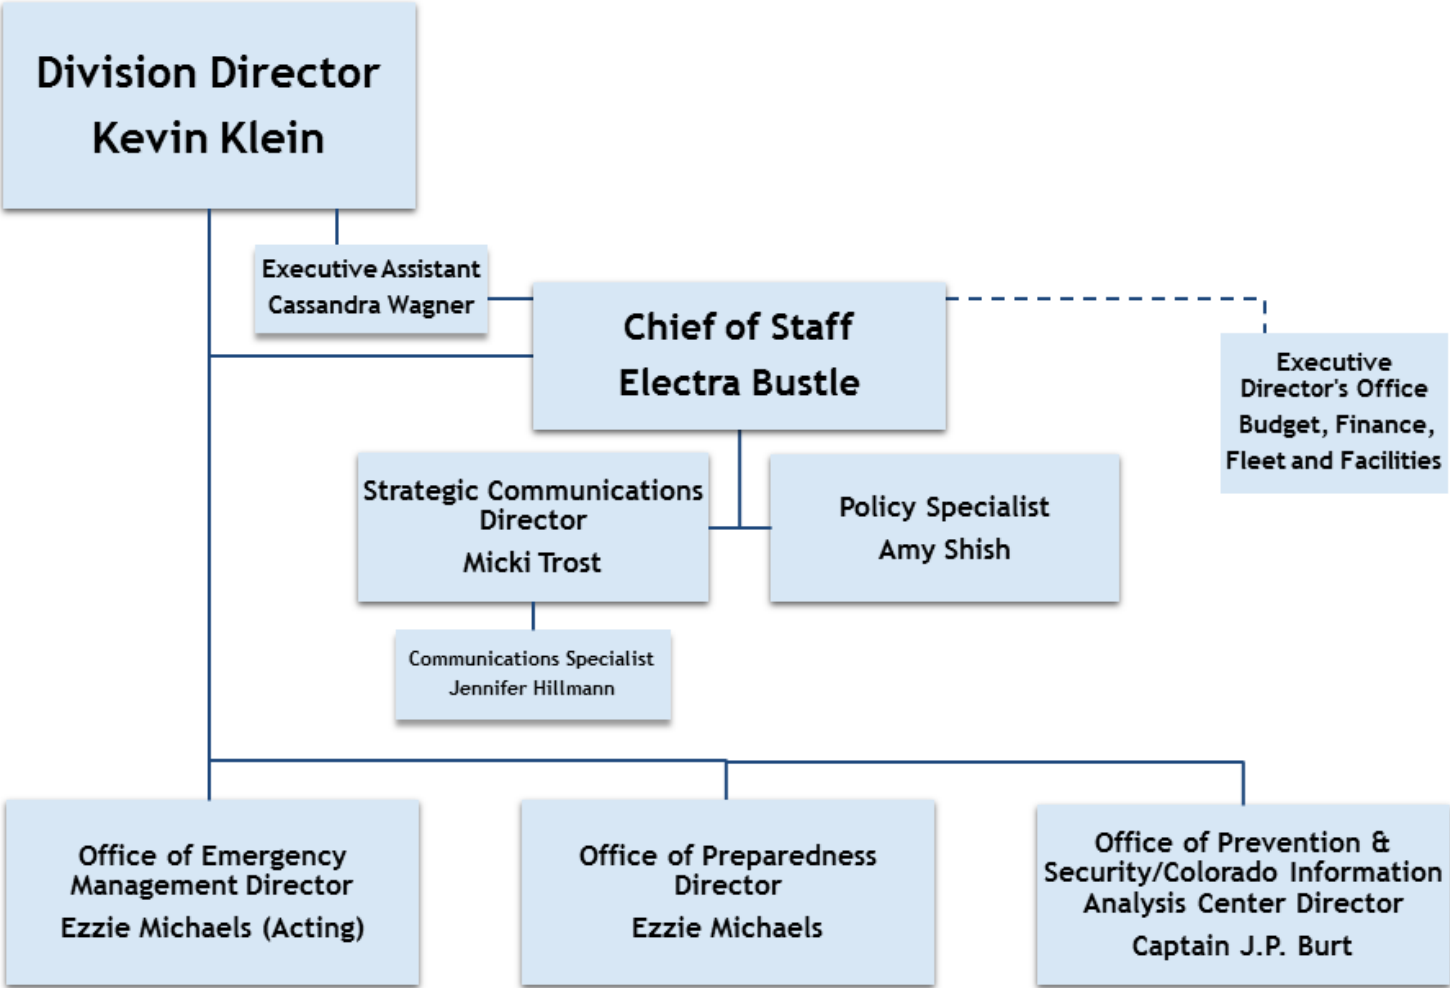 Division Director
Kevin Klein
Executive Assistant
Cassandra Wagner
Chief of Staff
Electra Bustle
Executive
Director's Office
Budget, Finance,
Fleet and Facilities
Strategic Communications
Director
Micki Trost
Policy Specialist
Amy Shish
Communications Specialist
Jennifer Hillmann
Office of Emergency
Management Director
Ezzie Michaels (Acting)
Office of Preparedness
Director
Ezzie Michaels
Office of Prevention &
Security/Colorado Information
Analysis Center Director
Captain J.P. Burt